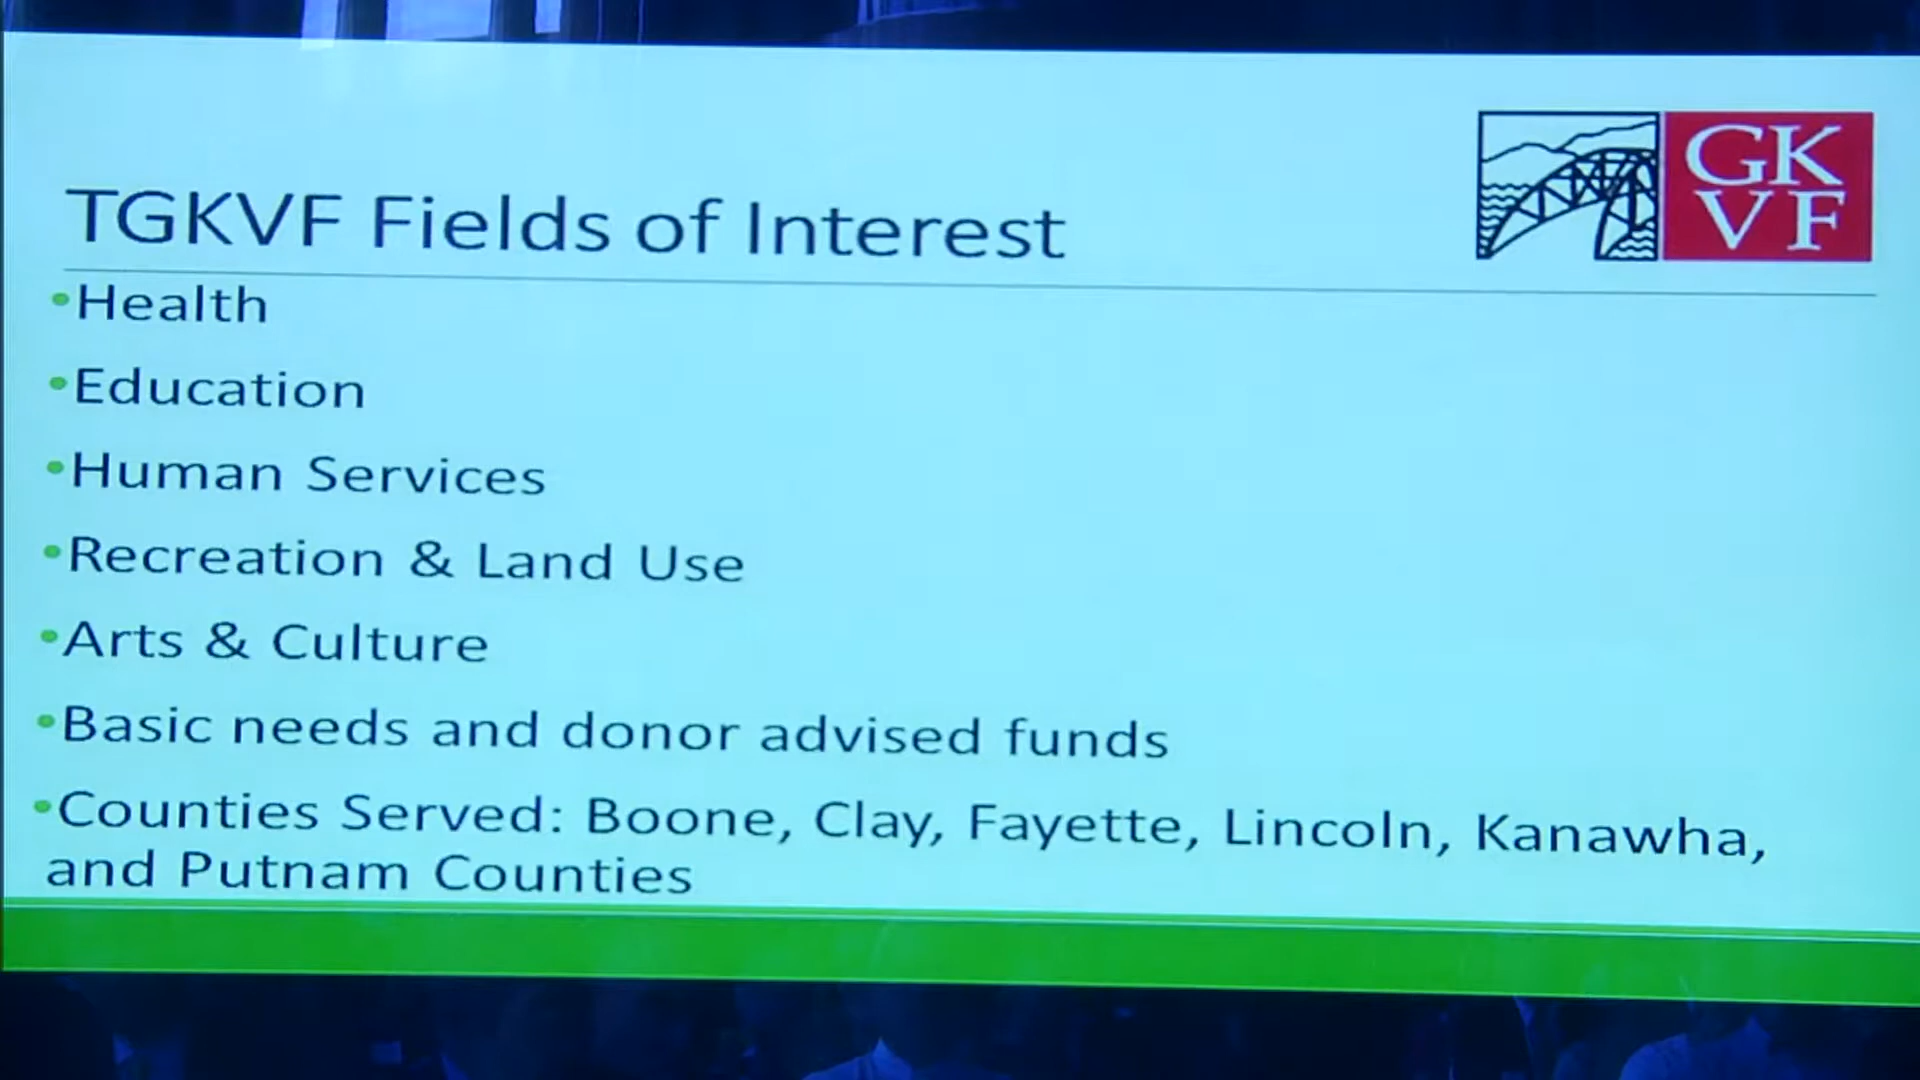 GK
VF
TGKVF Fields of Interest
•Health
•Education
•Human Services
•Recreation & Land Use
•Arts & Culture
•Basic needs and donor advised funds
•Counties Served: Boone, Clay, Fayette, Lincoln, Kanawha,
and Putnam Counties